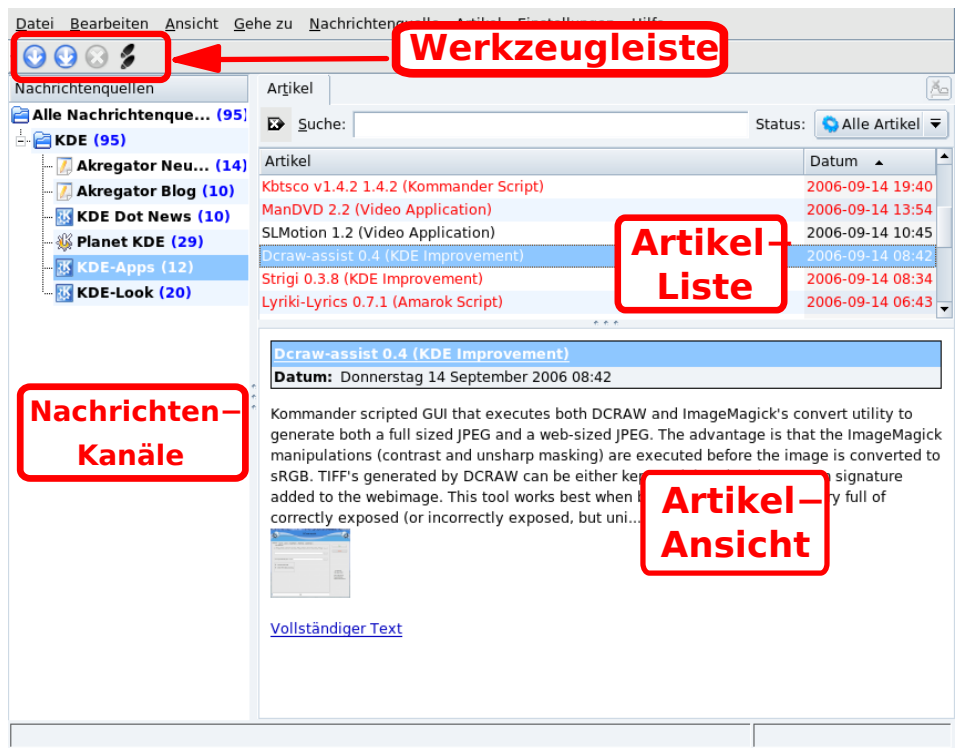 Datei Bearbeiten Ansicht Gehe zu
Werkzeugleiste
Nachrichtenquellen
Artikel
Alle Nachrichtenque... (95)
KDE (95)
Akregator Neu... (14)
Akregator Blog (10)
KDE Dot News (10)
Planet KDE (29)
KDE-Apps (12)
KDE-Look (20)
Nachrichten-
Kanäle
Suche:
Status: Alle Artikel
Artikel Datum
Kbtsco v1.4.2 1.4.2 (Kommander Script) 2006-09-14 19:40
ManDVD 2.2 (Video Application) 2006-09-14 13:54
SLMotion 1.2 (Video Application) 2006-09-14 10:45
Dcraw-assist 0.4 (KDE Improvement) 2006-09-14 08:42
Strigi 0.3.8 (KDE Improvement) 2006-09-14 08:34
Lyriki-Lyrics 0.7.1 (Amarok Script) 2006-09-14 06:43
Artikel-
Liste
Dcraw-assist 0.4 (KDE Improvement)
Datum: Donnerstag 14 September 2006 08:42
Kommander scripted GUI that executes both DCRAW and ImageMagick's convert utility to
generate both a full sized JPEG and a web-sized JPEG. The advantage is that the ImageMagick
manipulations (contrast and unsharp masking) are executed before the image is converted to
sRGB. TIFF's generated by DCRAW can be either signature
added to the webimage. This tool works best when full of
correctly exposed (or incorrectly exposed, but uni...
Artikel-
Ansicht
Vollständiger Text